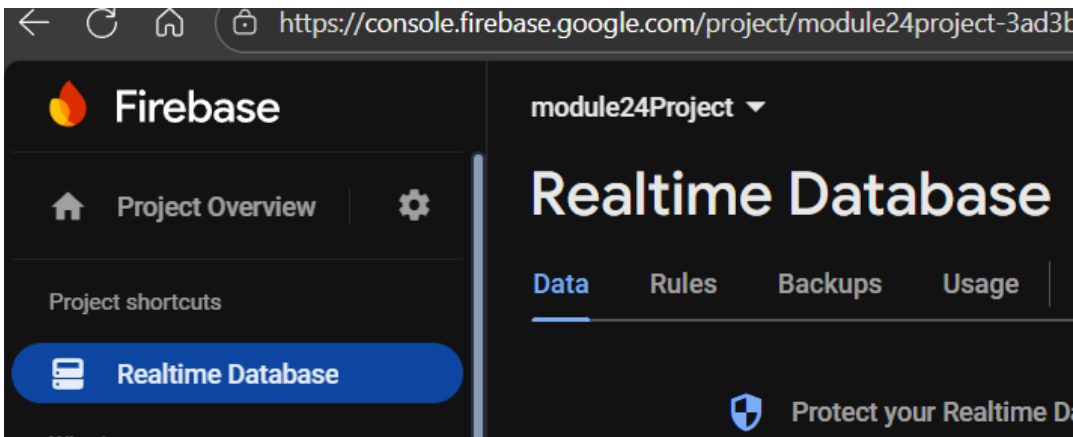 https://console.firebase.google.com/project/module24project-3ad3b
Firebase
module24Project
Project Overview
Realtime Database
Data Rules Backups Usage
Project shortcuts
Realtime Database
Protect your Realtime Da